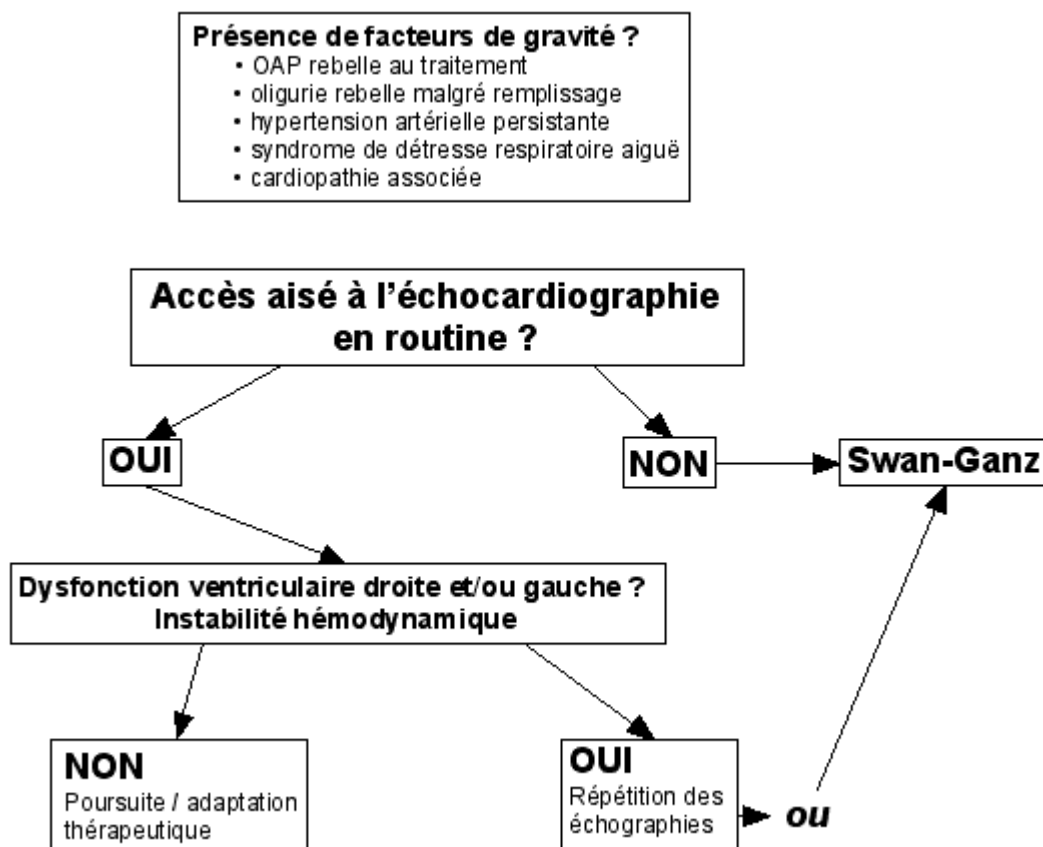 Présence de facteurs de gravité ?
• OAP rebelle au traitement
• oligurie rebelle malgré remplissage
• hypertension artérielle persistante
• syndrome de détresse respiratoire aiguë
• cardiopathie associée
Accès aisé à l'échocardiographie
en routine ?
OUI
NON
Swan-Ganz
Dysfonction ventriculaire droite et/ou gauche ?
Instabilité hémodynamique
NON
Poursuite / adaptation
thérapeutique
OUI
Répétition des
échographies
ou